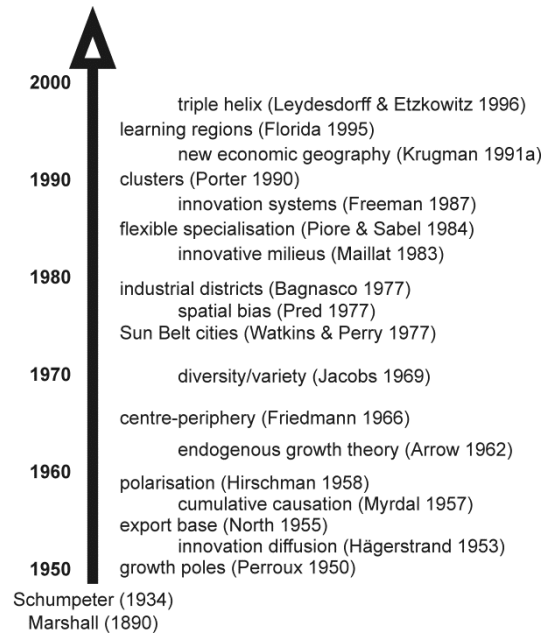 2000
triple helix (Leydesdorff & Etzkowitz 1996)
learning regions (Florida 1995)
new economic geography (Krugman 1991a)
1990
clusters (Porter 1990)
innovation systems (Freeman 1987)
flexible specialisation (Piore & Sabel 1984)
innovative milieus (Maillat 1983)
1980
industrial districts (Bagnasco 1977)
spatial bias (Pred 1977)
Sun Belt cities (Watkins & Perry 1977)
1970
diversity/variety (Jacobs 1969)
centre-periphery (Friedmann 1966)
endogenous growth theory (Arrow 1962)
1960
polarisation (Hirschman 1958)
cumulative causation (Myrdal 1957)
export base (North 1955)
innovation diffusion (Hägerstrand 1953)
1950
growth poles (Perroux 1950)
Schumpeter (1934)
Marshall (1890)